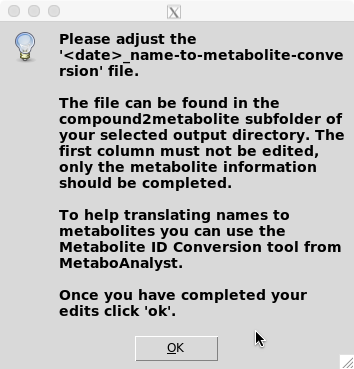 Please adjust the
'<date>_name-to-metabolite-conve
rsion' file.
The file can be found in the
compound2metabolite subfolder of
your selected output directory. The
first column must not be edited,
only the metabolite information
should be completed.
To help translating names to
metabolites you can use the
Metabolite ID Conversion tool from
MetaboAnalyst.
Once you have completed your
edits click 'ok'.
OK